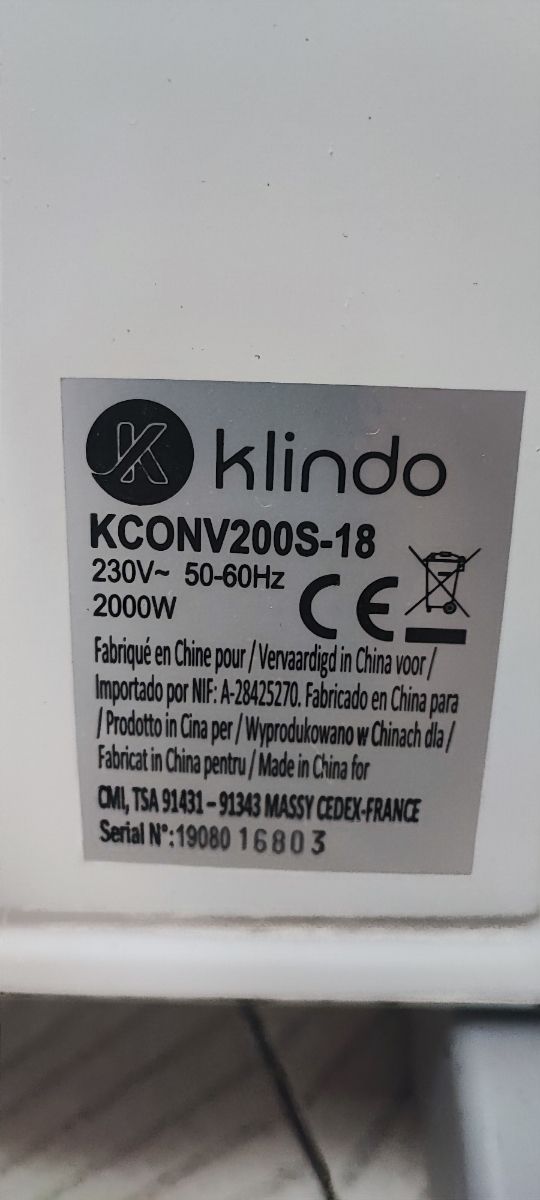 K
klindo
KCONV200S-18
230V~ 50-60Hz
2000W
CE
Fabriqué en Chine pour / Vervaardigd in China voor /
Importado por NIF: A-28425270. Fabricado en China para
/ Prodotto in Cina per / Wyprodukowano w Chinach dla /
Fabricat in China pentru / Made in China for
CMI, TSA 91431 – 91343 MASSY CEDEX-FRANCE
Serial N°: 19080 16803